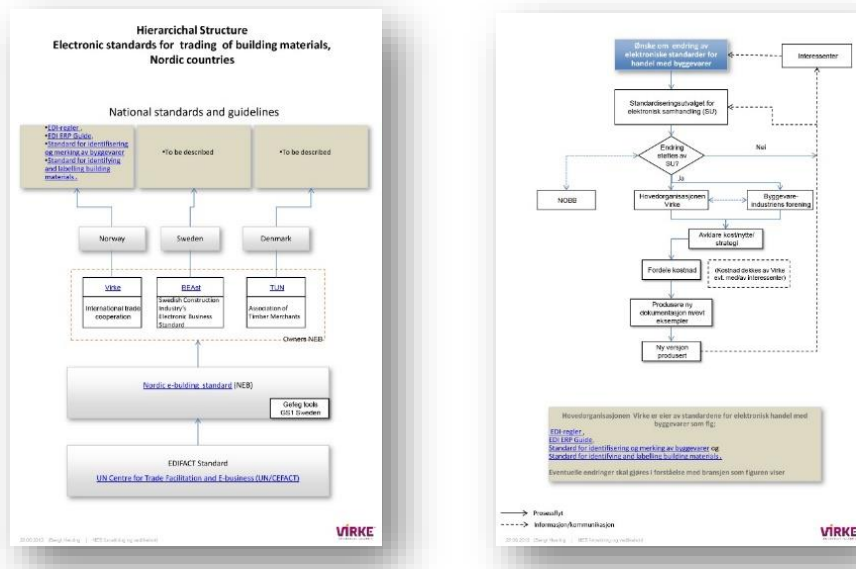 Hierarcichal Structure
Electronic standards for trading of building materials,
Nordic countries
National standards and guidelines
•EDI-regler,
•EDI ERP Guide,
•Standard for identifisering
og merking av byggevarer
•Standard for identifying
and labelling building
materials.
•To be described
•To be described
Norway
Sweden
Denmark
Virke
International trade
cooperation
BEAst
Swedish Construction
Industry's
Electronic Business
Standard
TUN
Association of
Timber Merchants
Owners NEB
Nordic e-bulding standard (NEB)
Gefeg tools
GS1 Sweden
EDIFACT Standard
UN Centre for Trade Facilitation and E-business (UN/CEFACT)
VIRKE
Ønske om endring av
elektroniske standarder for
handel med byggevarer
Interessenter
Standardiseringsutvalget for
elektronisk samhandling (SU)
Endring
støttes av
SU?
Nei
Ja
NOBB
Hovedorganisasjonen
Virke
Byggevare-
industriens forening
Avklare kost/nytte/
strategi
Fordele kostnad
(Kostnad dekkes av Virke
evt. med/av interessenter)
Produsere ny
dokumentasjon m/evt
eksempler
Ny versjon
produsert
Hovedorganisasjonen Virke er eier av standardene for elektronisk handel med
byggevarer som flg;
EDI-regler,
EDI ERP Guide,
Standard for identifisering og merking av byggevarer og
Standard for identifying and labelling building materials.
Eventuelle endringer skal gjøres i forståelse med bransjen som figuren viser
Prosessflyt
Informasjon/kommunikasjon
VIRKE